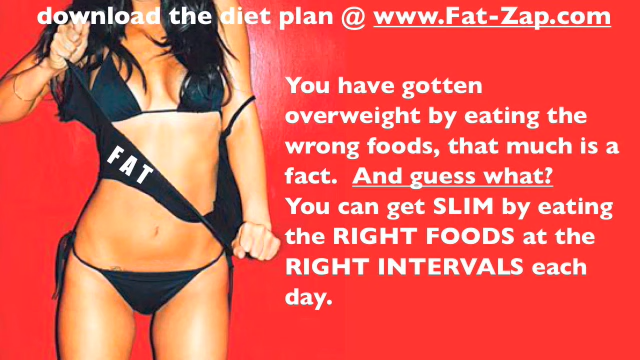 download the diet plan @ www.Fat-Zap.com
You have gotten
overweight by eating the
wrong foods, that much is a
fact.  And guess what?
You can get SLIM by eating
the RIGHT FOODS at the
RIGHT INTERVALS each
day.
FAT